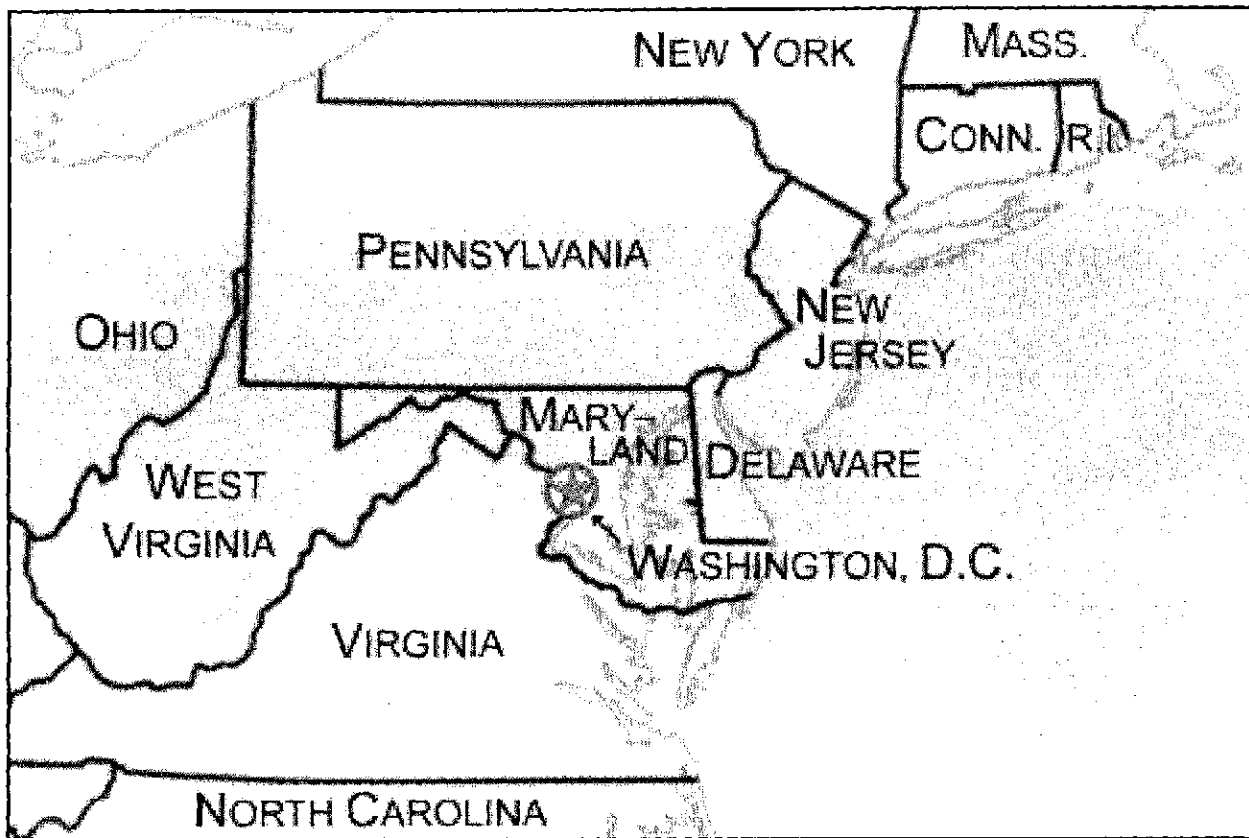 NEW YORK
MASS.
CONN.
R.I.
PENNSYLVANIA
OHIO
NEW
JERSEY
MARY-
LAND
DELAWARE
WEST
VIRGINIA
WASHINGTON, D.C.
VIRGINIA
NORTH CAROLINA